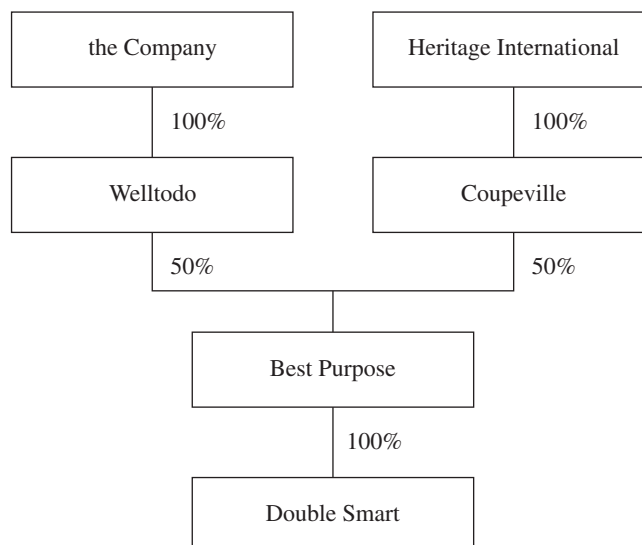 the Company
Heritage International
100%
100%
Welltodo
Coupeville
50%
50%
Best Purpose
100%
Double Smart